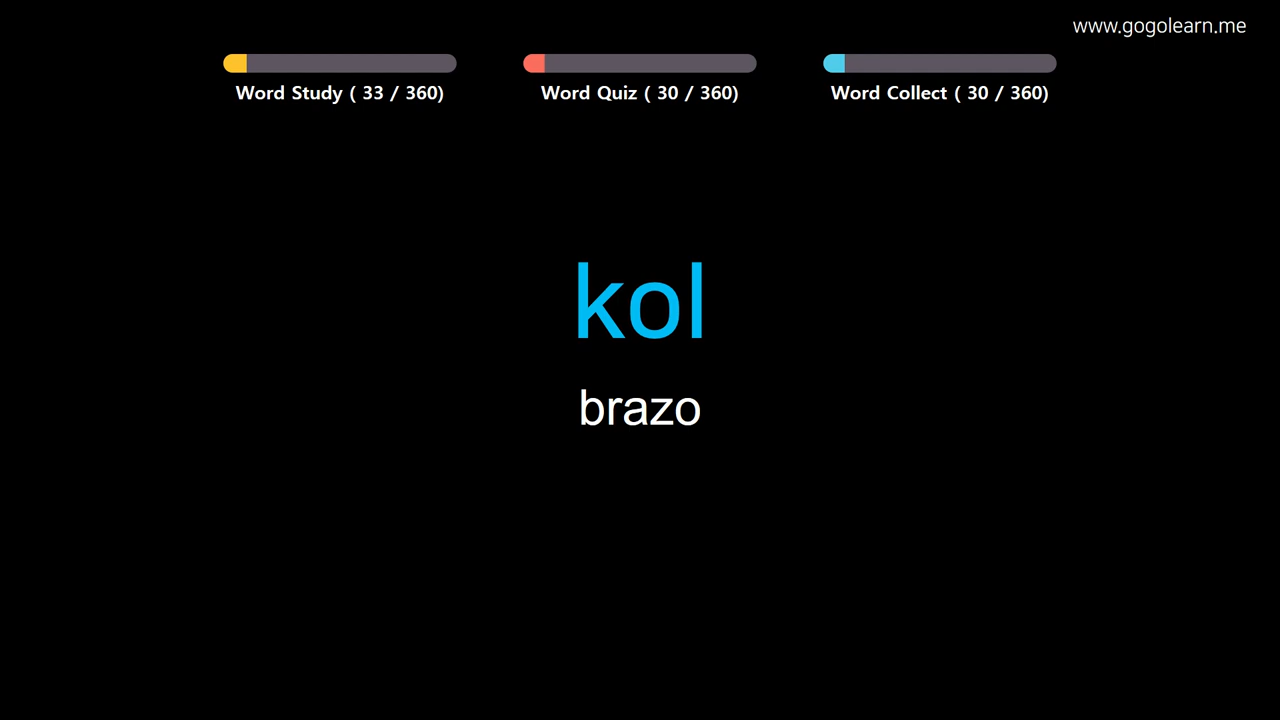 www.gogolearn.me
Word Study ( 33 / 360)
Word Quiz ( 30 / 360)
Word Collect ( 30 / 360)
kol
brazo